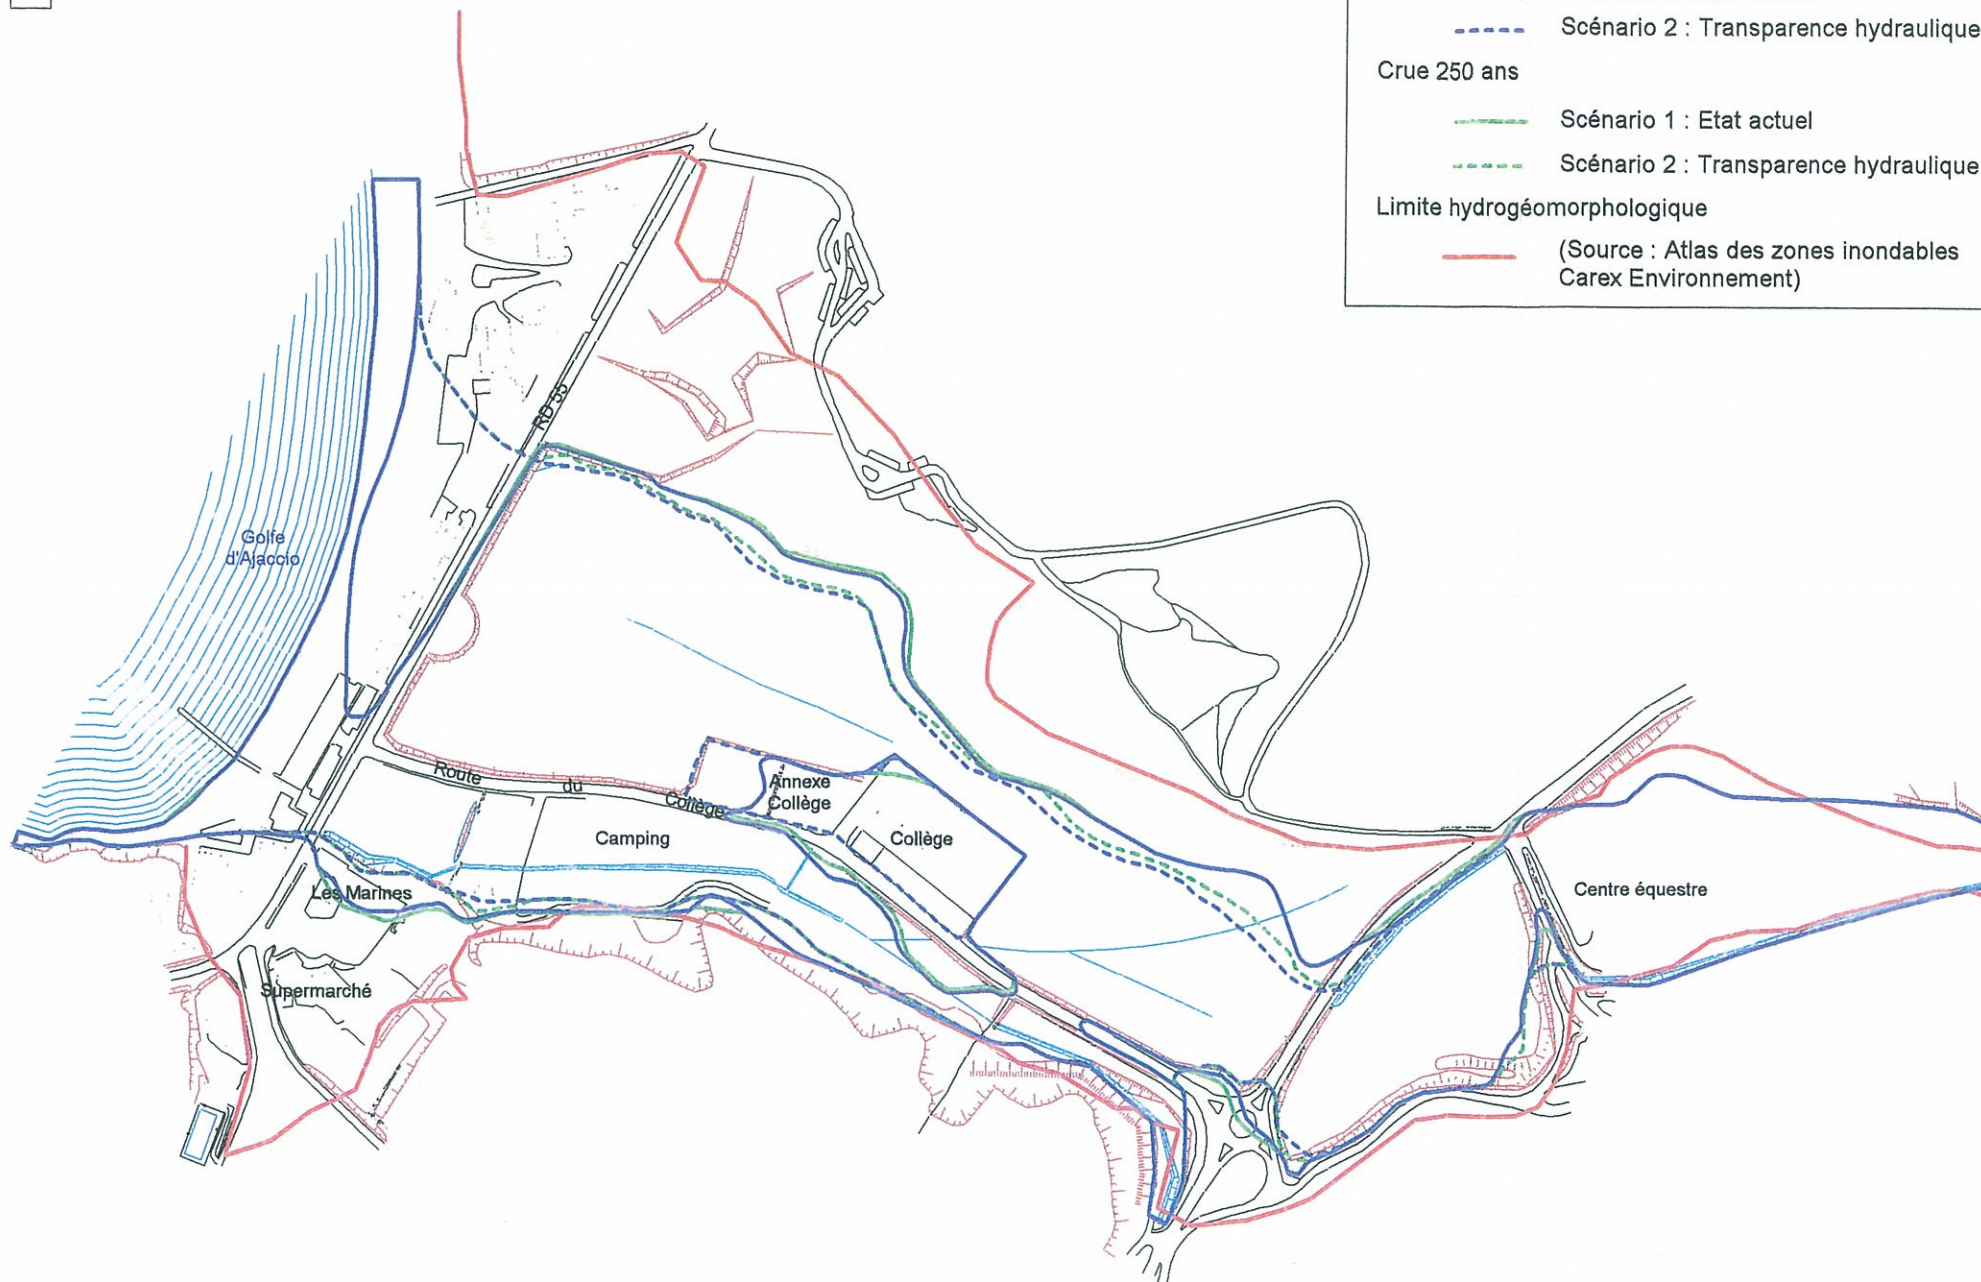 Scénario 2 : Transparence hydraulique
Crue 250 ans
Scénario 1 : Etat actuel
Scénario 2 : Transparence hydraulique
Limite hydrogéomorphologique
(Source : Atlas des zones inondables
Carex Environnement)
RD 55
Golfe
d'Ajaccio
Route du Collège
Annexe
Collège
Camping
Collège
Les Marines
Centre équestre
Supermarché